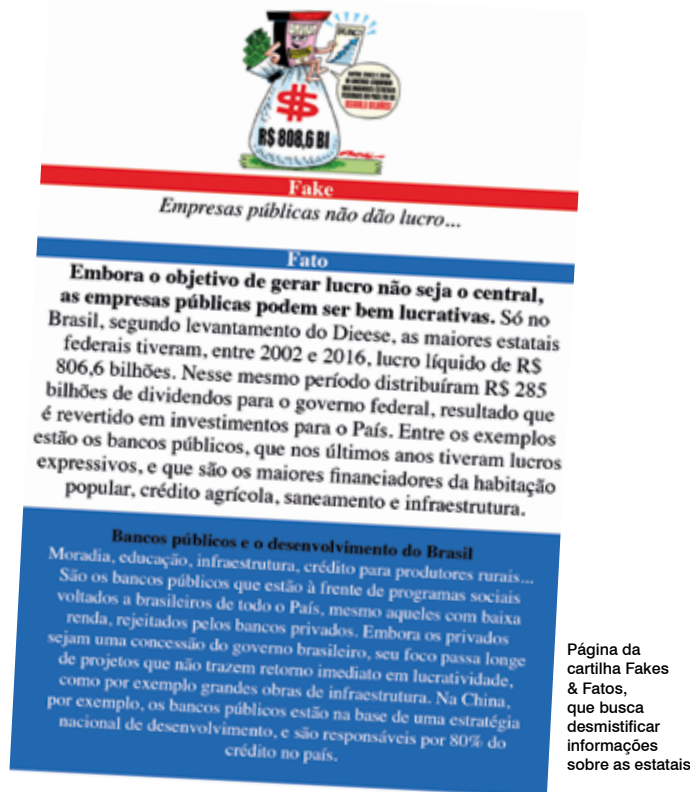 R$ 808,6 BI
Fake
Empresas públicas não dão lucro...
Fato
Embora o objetivo de gerar lucro não seja o central,
as empresas públicas podem ser bem lucrativas. Só no
Brasil, segundo levantamento do Dieese, as maiores estatais
federais tiveram, entre 2002 e 2016, lucro líquido de R$
806,6 bilhões. Nesse mesmo período distribuíram R$ 285
bilhões de dividendos para o governo federal, resultado que
é revertido em investimentos para o País. Entre os exemplos
estão os bancos públicos, que nos últimos anos tiveram lucros
expressivos, e que são os maiores financiadores da habitação
popular, crédito agrícola, saneamento e infraestrutura.
Bancos públicos e o desenvolvimento do Brasil
Moradia, educação, infraestrutura, crédito para produtores rurais...
São os bancos públicos que estão à frente de programas sociais
voltados a brasileiros de todo o País, mesmo aqueles com baixa
renda, rejeitados pelos bancos privados. Embora os privados
sejam uma concessão do governo brasileiro, seu foco passa longe
de projetos que não trazem retorno imediato em lucratividade,
como por exemplo grandes obras de infraestrutura. Na China,
por exemplo, os bancos públicos estão na base de uma estratégia
nacional de desenvolvimento, e são responsáveis por 80% do
crédito no país.
Página da
cartilha Fakes
& Fatos,
que busca
desmistificar
informações
sobre as estatais